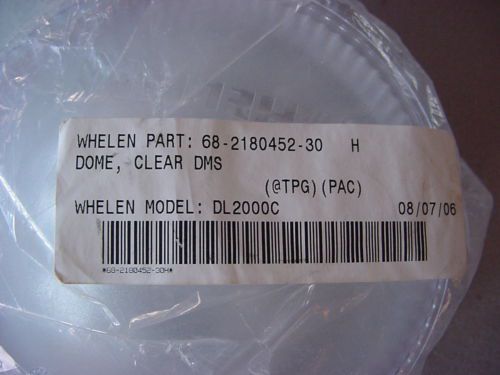 WHELEN PART: 68-2180452-30 H
DOME, CLEAR DMS
(@TPG)(PAC)
WHELEN MODEL: DL2000C 08/07/06
*68-2180452-30H*